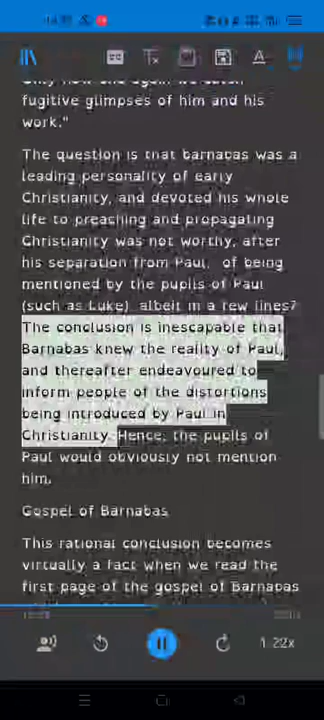 fugitive glimpses of him and his
work."
The question is that barnabas was a
leading personality of early
Christianity, and devoted his whole
life to preaching and propagating
Christianity was not worthy, after
his separation from Paul, of being
mentioned by the pupils of Paul
(such as Luke) albeit in a few lines?
The conclusion is inescapable that
Barnabas knew the reality of Paul,
and thereafter endeavoured to
inform people of the distortions
being introduced by Paul in
Christianity. Hence; the pupils of
Paul would obviously not mention
him.
Gospel of Barnabas
This rational conclusion becomes
virtually a fact when we read the
first page of the gospel of Barnabas
1.22x